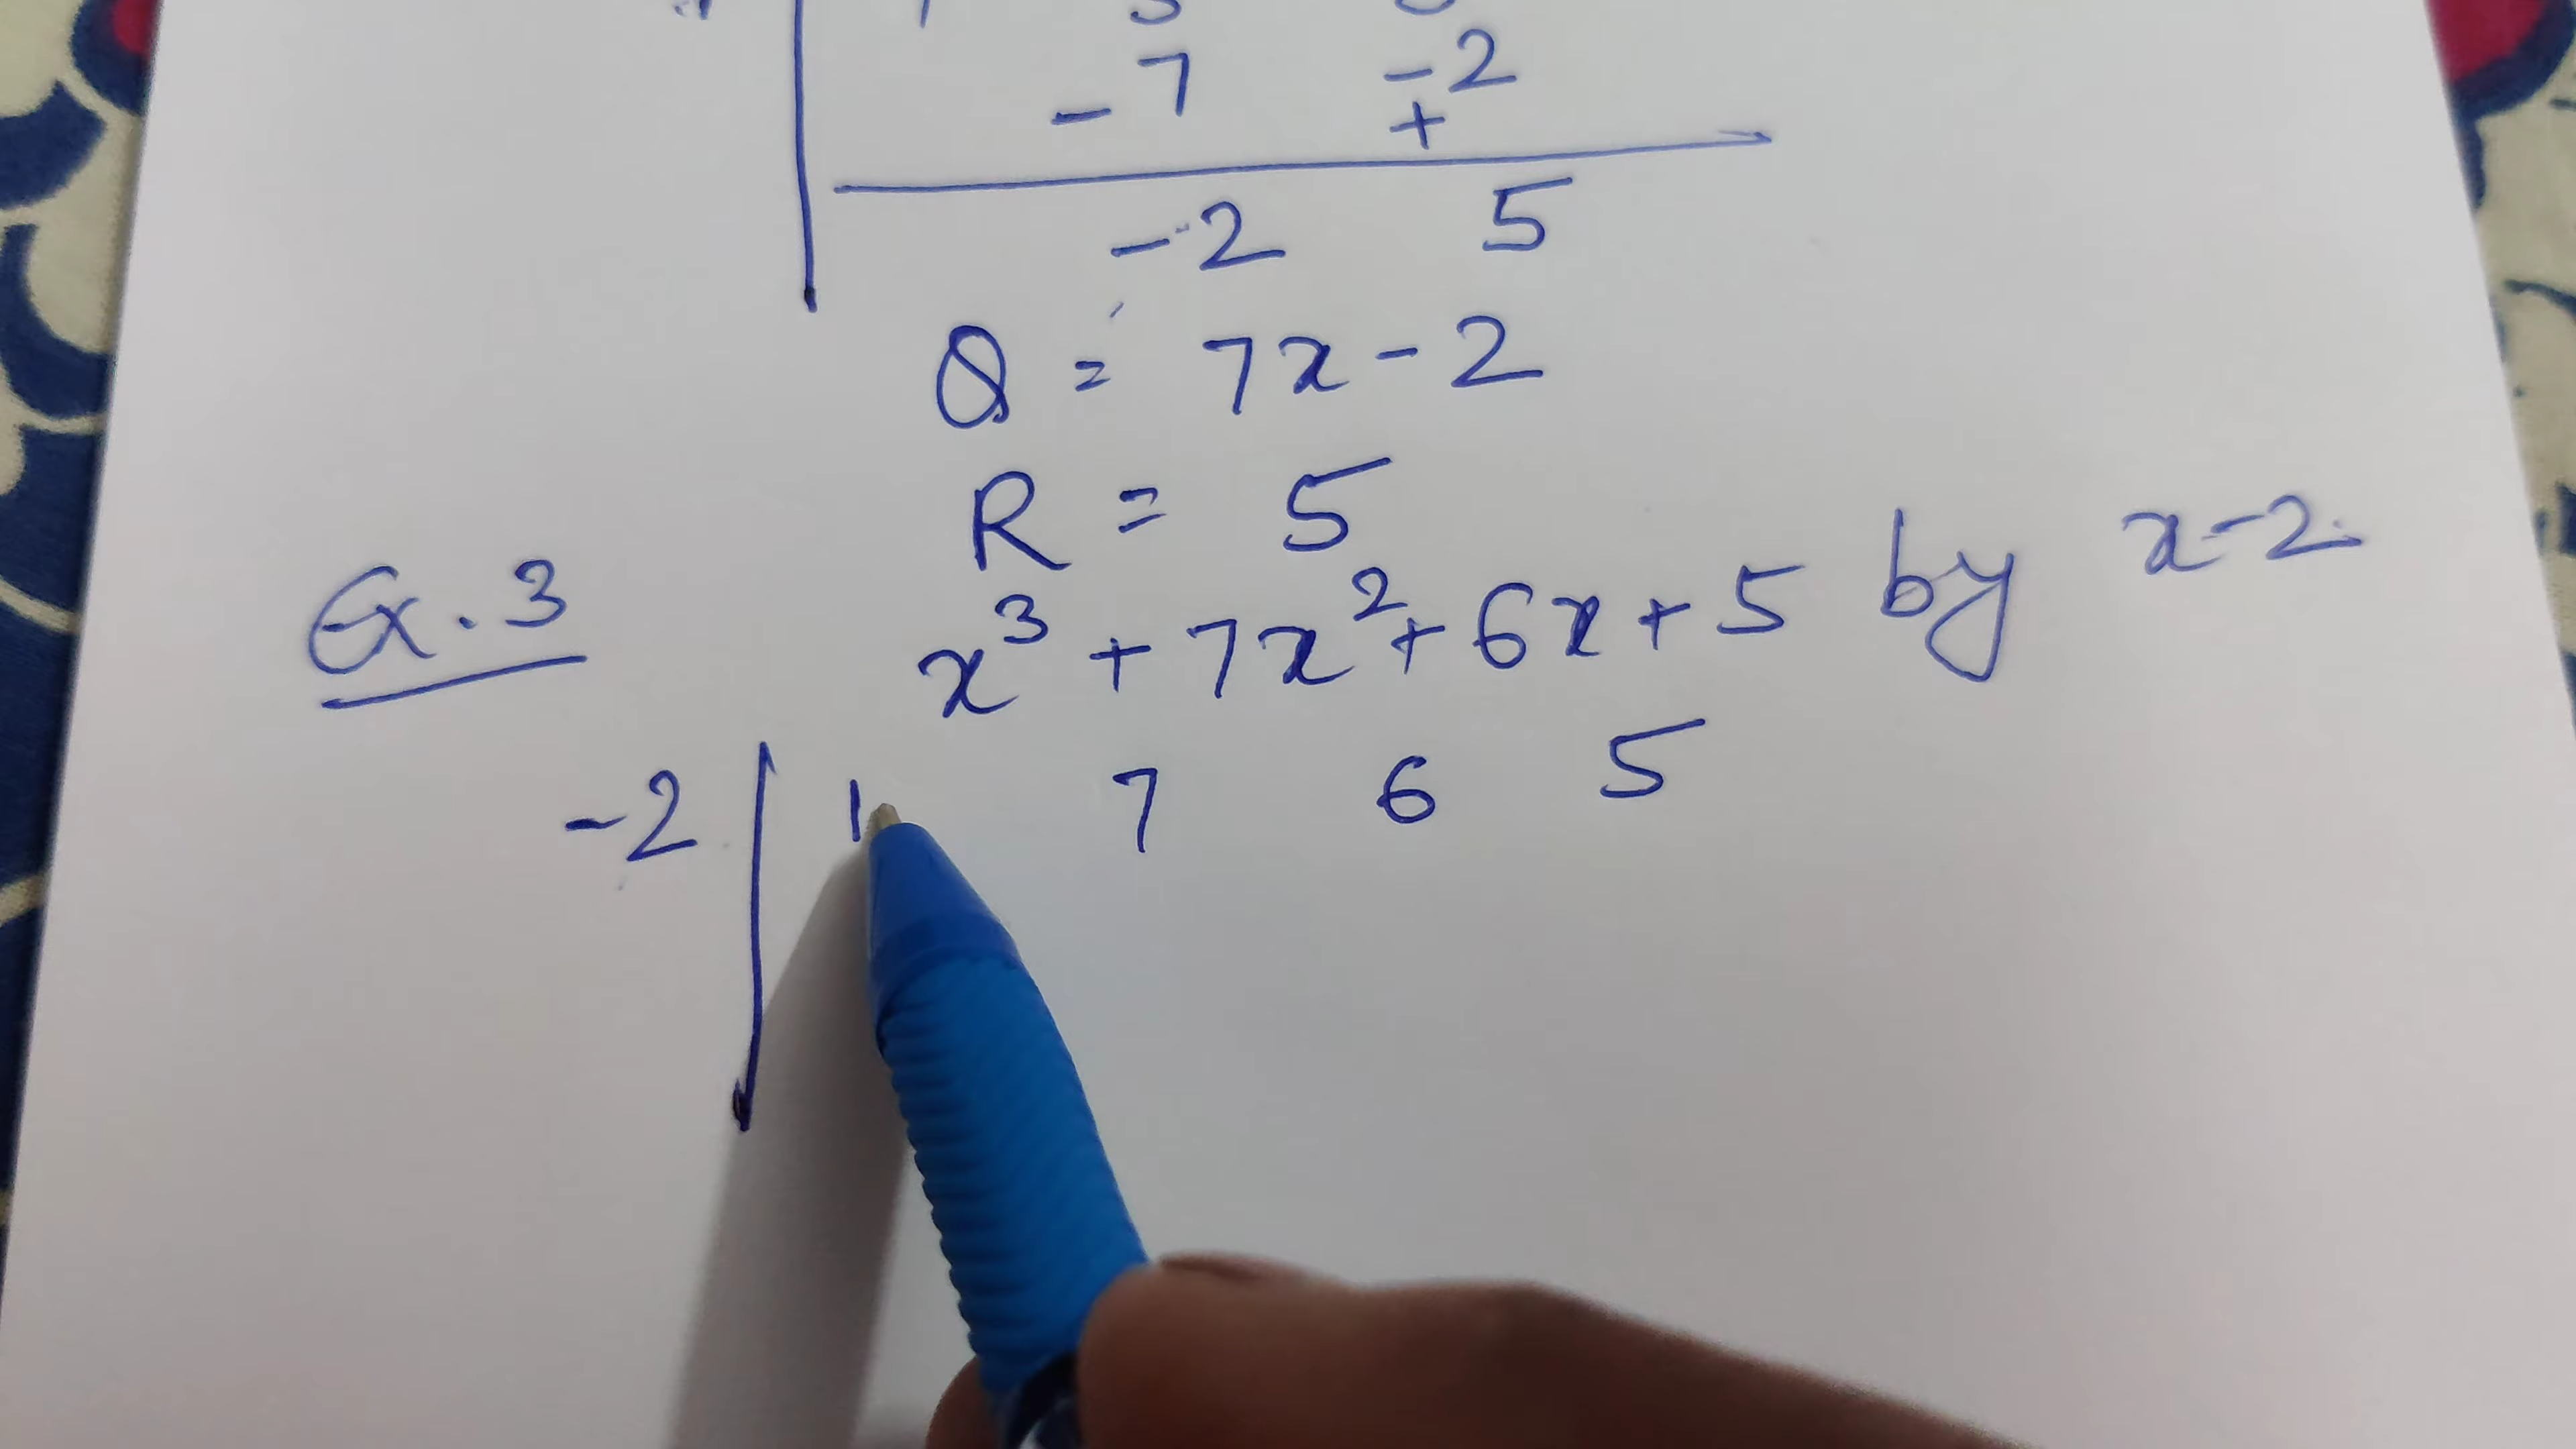 7 -2
- +
-2 5
Q = 7x - 2
R = 5
Ex. 3 x³ + 7x² + 6x + 5 by x-2
-2 | 1 7 6 5